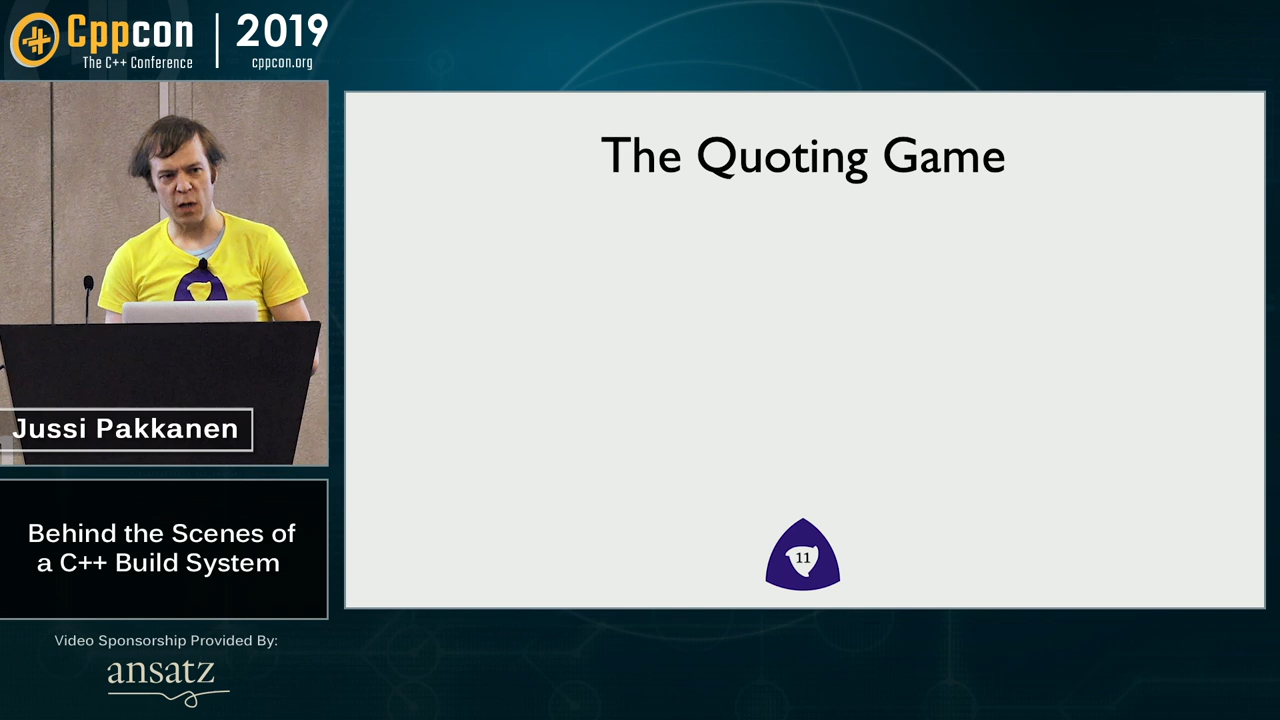 Cppcon | 2019
The C++ Conference cppcon.org
The Quoting Game
Jussi Pakkanen
Behind the Scenes of
a C++ Build System
11
Video Sponsorship Provided By:
ansatz